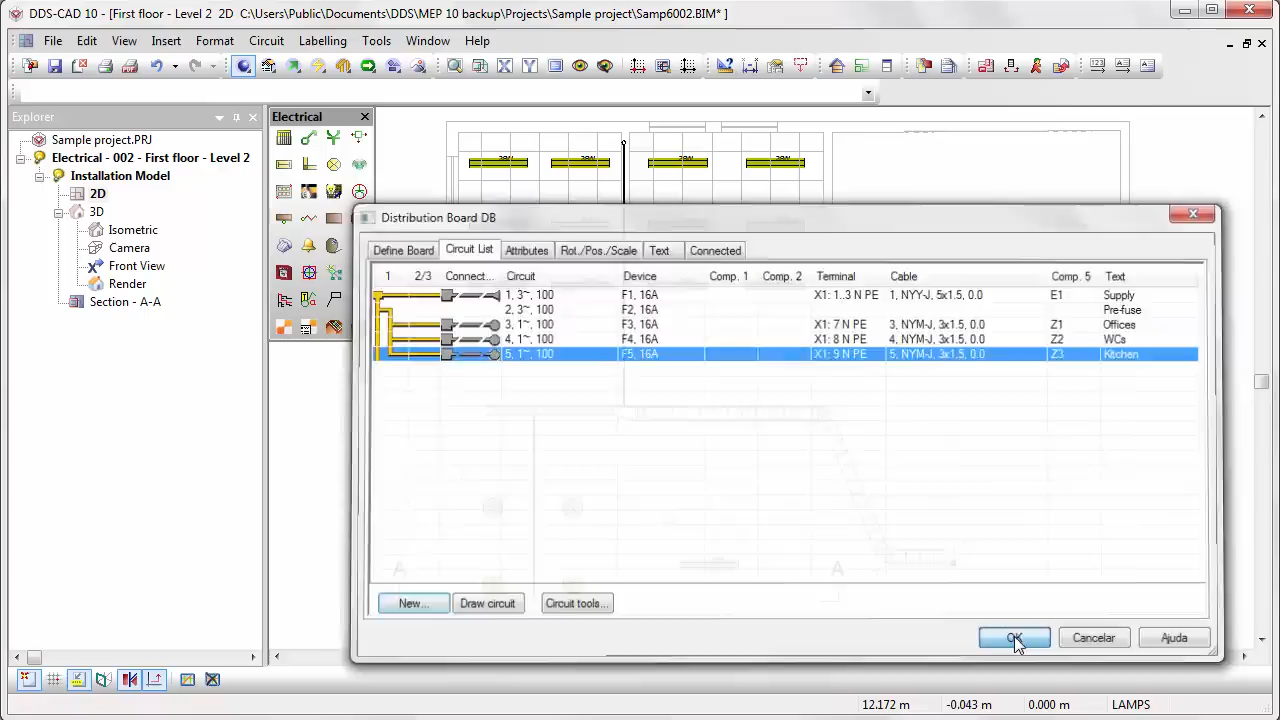 DDS-CAD 10 - [First floor - Level 2  2D  C:\Users\Public\Documents\DDS\MEP 10 backup\Projects\Sample project\Samp6002.BIM* ]
File Edit View Insert Format Circuit Labelling Tools Window Help
Explorer
Electrical
Sample project.PRJ
Electrical - 002 - First floor - Level 2
Installation Model
2D
3D
Isometric
Camera
Front View
Render
Section - A-A
Distribution Board DB
Define Board Circuit List Attributes Rot./Pos./Scale Text Connected
1 2/3 Connect... Circuit Device Comp. 1 Comp. 2 Terminal Cable Comp. 5 Text
1, 3~, 100 F1, 16A X1: 1..3 N PE 1, NYY-J, 5x1.5, 0.0 E1 Supply
2, 3~, 100 F2, 16A Pre-fuse
3, 1~, 100 F3, 16A X1: 7 N PE 3, NYM-J, 3x1.5, 0.0 Z1 Offices
4, 1~, 100 F4, 16A X1: 8 N PE 4, NYM-J, 3x1.5, 0.0 Z2 WCs
5, 1~, 100 F5, 16A X1: 9 N PE 5, NYM-J, 3x1.5, 0.0 Z3 Kitchen
A A
New... Draw circuit Circuit tools...
OK Cancelar Ajuda
12.172 m -0.043 m 0.000 m LAMPS